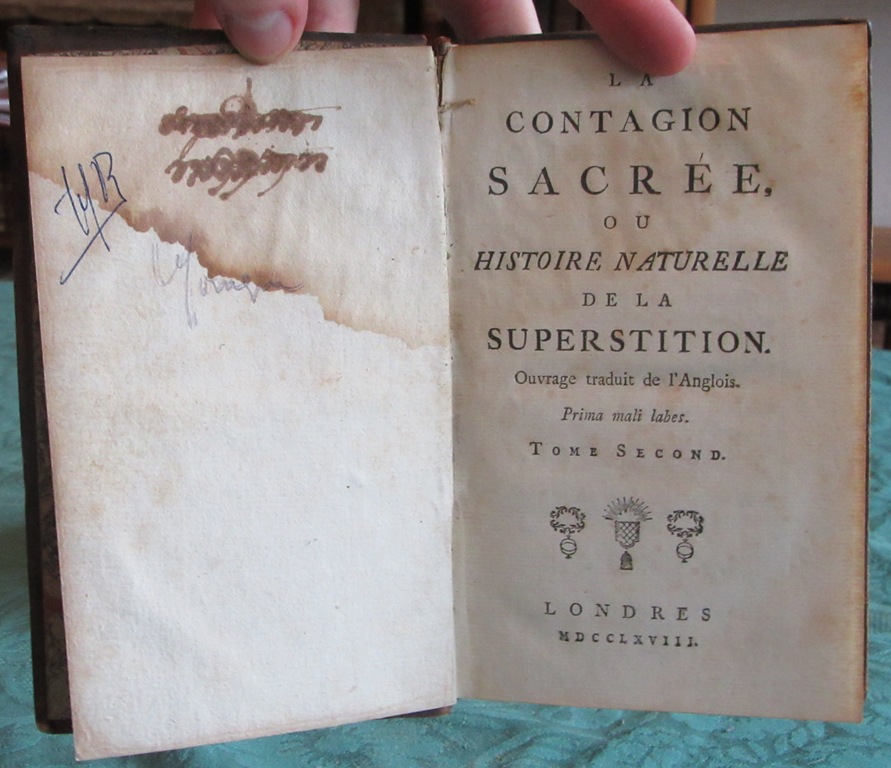 LA
CONTAGION
SACRÉE,
OU
HISTOIRE NATURELLE
DE LA
SUPERSTITION.
Ouvrage traduit de l'Anglois.
Prima mali labes.
TOME SECOND.
LONDRES
MDCCLXVIII.